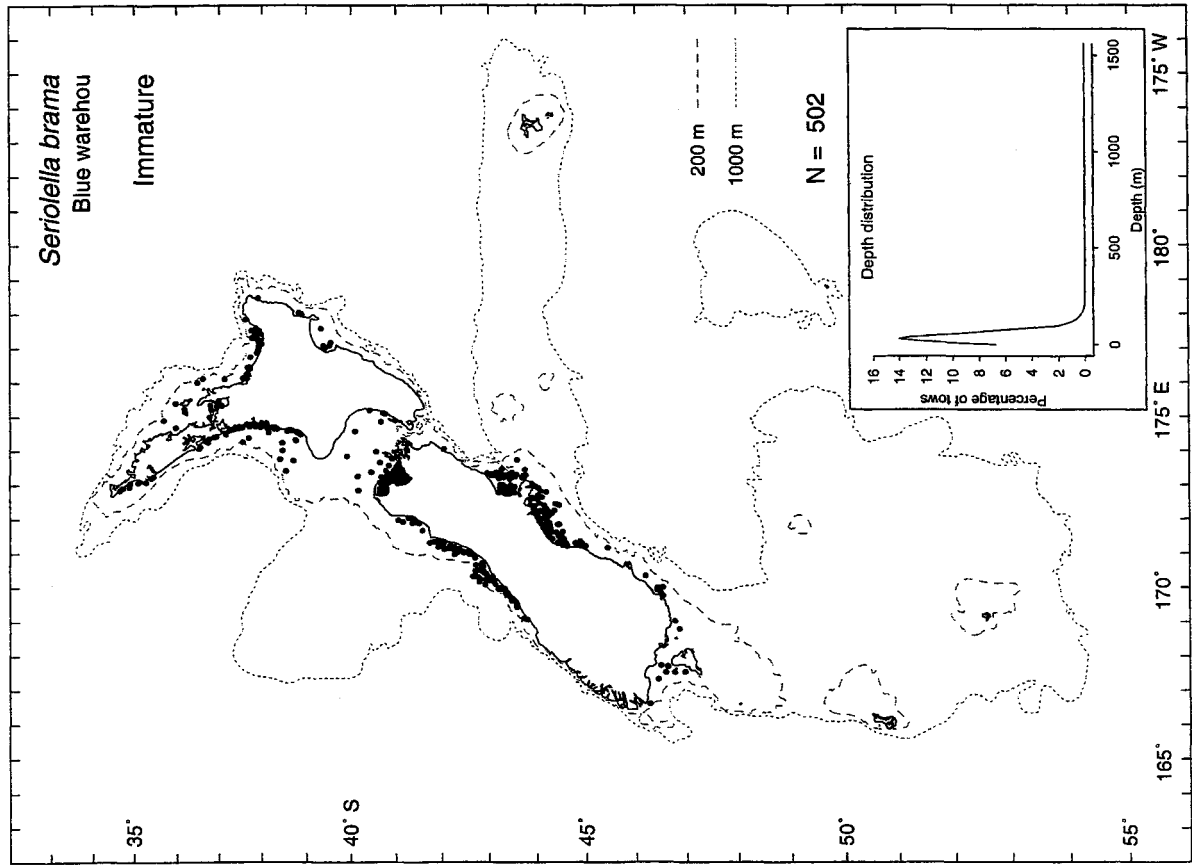 Seriolella brama
Blue warehou
Immature
35°
40° S
45°
50°
55°
165°
170°
175° E
180°
175° W
200 m
1000 m
N = 502
Depth distribution
Percentage of tows
16
14
12
10
8
6
4
2
0
0
500
1000
1500
Depth (m)